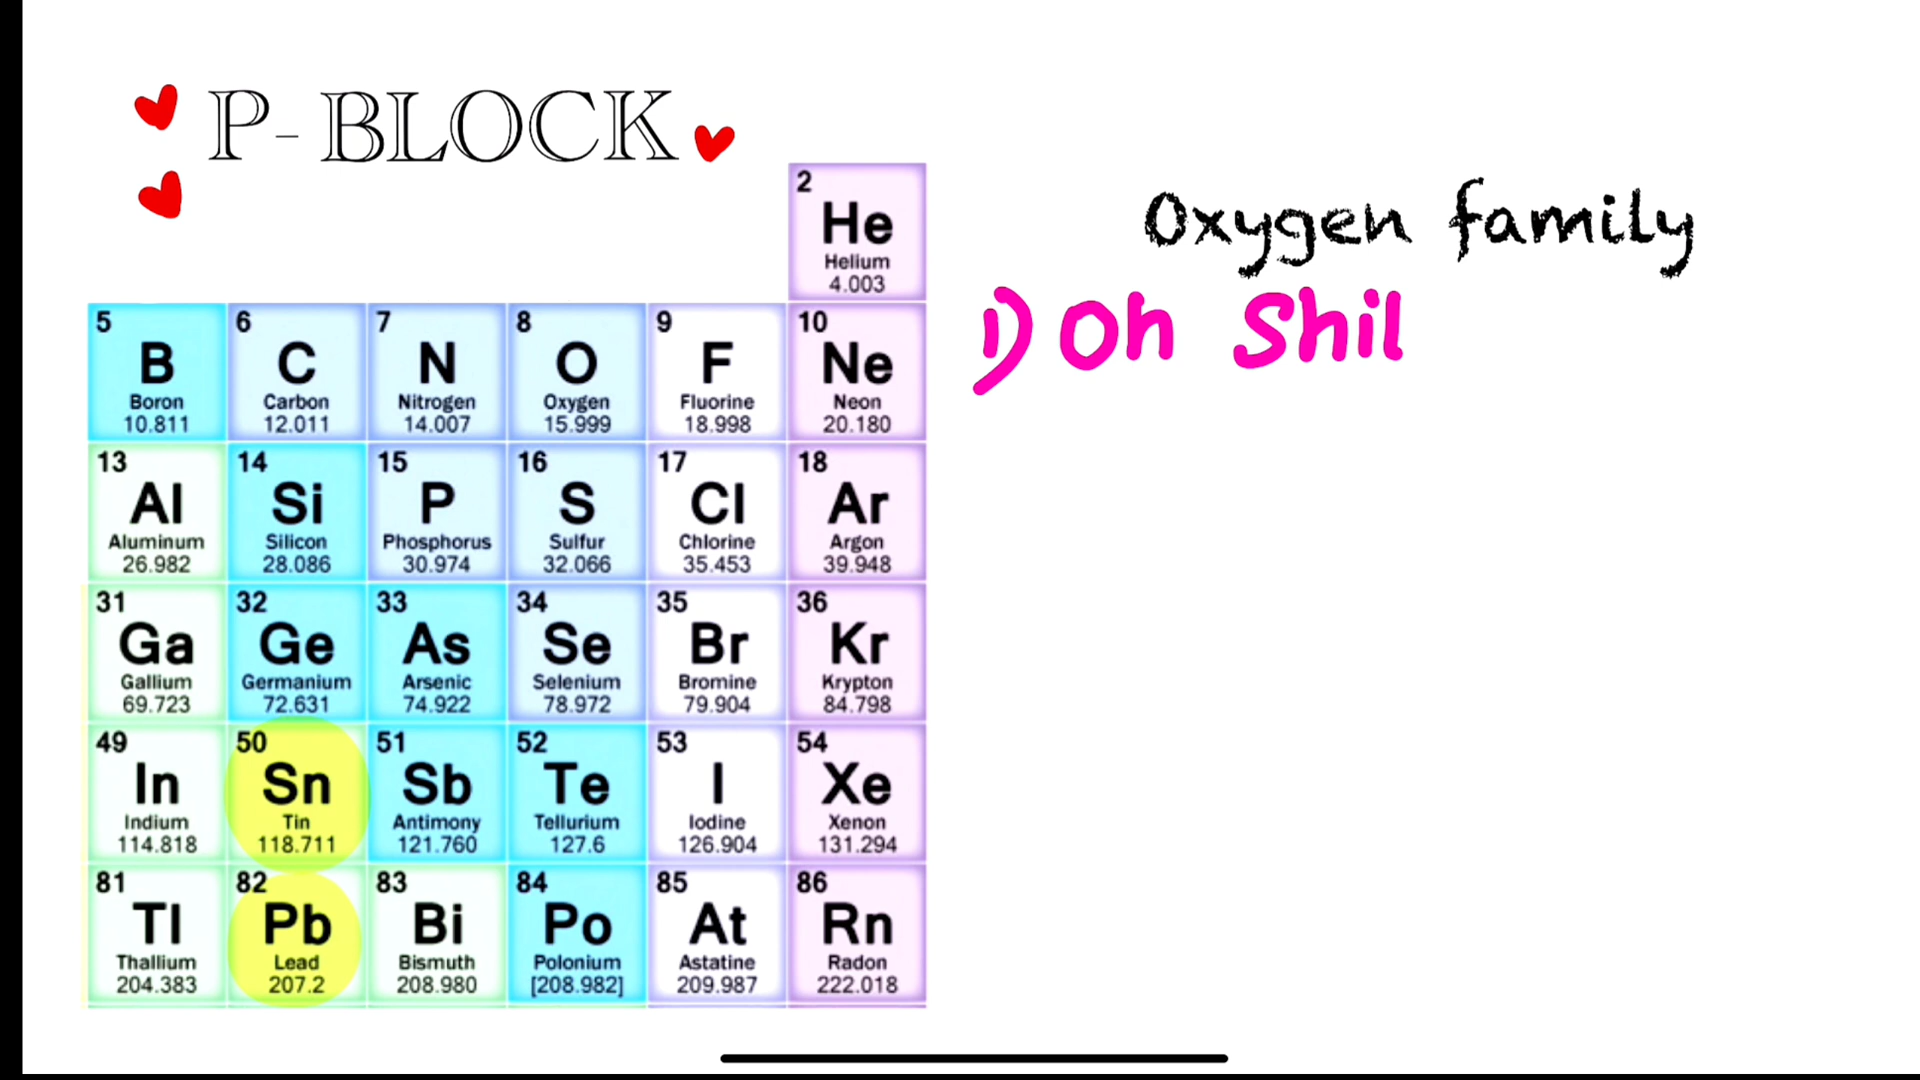 P-BLOCK
Oxygen family
1) Oh Shil
2
He
Helium
4.003
5
B
Boron
10.811
6
C
Carbon
12.011
7
N
Nitrogen
14.007
8
O
Oxygen
15.999
9
F
Fluorine
18.998
10
Ne
Neon
20.180
13
Al
Aluminum
26.982
14
Si
Silicon
28.086
15
P
Phosphorus
30.974
16
S
Sulfur
32.066
17
Cl
Chlorine
35.453
18
Ar
Argon
39.948
31
Ga
Gallium
69.723
32
Ge
Germanium
72.631
33
As
Arsenic
74.922
34
Se
Selenium
78.972
35
Br
Bromine
79.904
36
Kr
Krypton
84.798
49
In
Indium
114.818
50
Sn
Tin
118.711
51
Sb
Antimony
121.760
52
Te
Tellurium
127.6
53
I
Iodine
126.904
54
Xe
Xenon
131.294
81
Tl
Thallium
204.383
82
Pb
Lead
207.2
83
Bi
Bismuth
208.980
84
Po
Polonium
[208.982]
85
At
Astatine
209.987
86
Rn
Radon
222.018